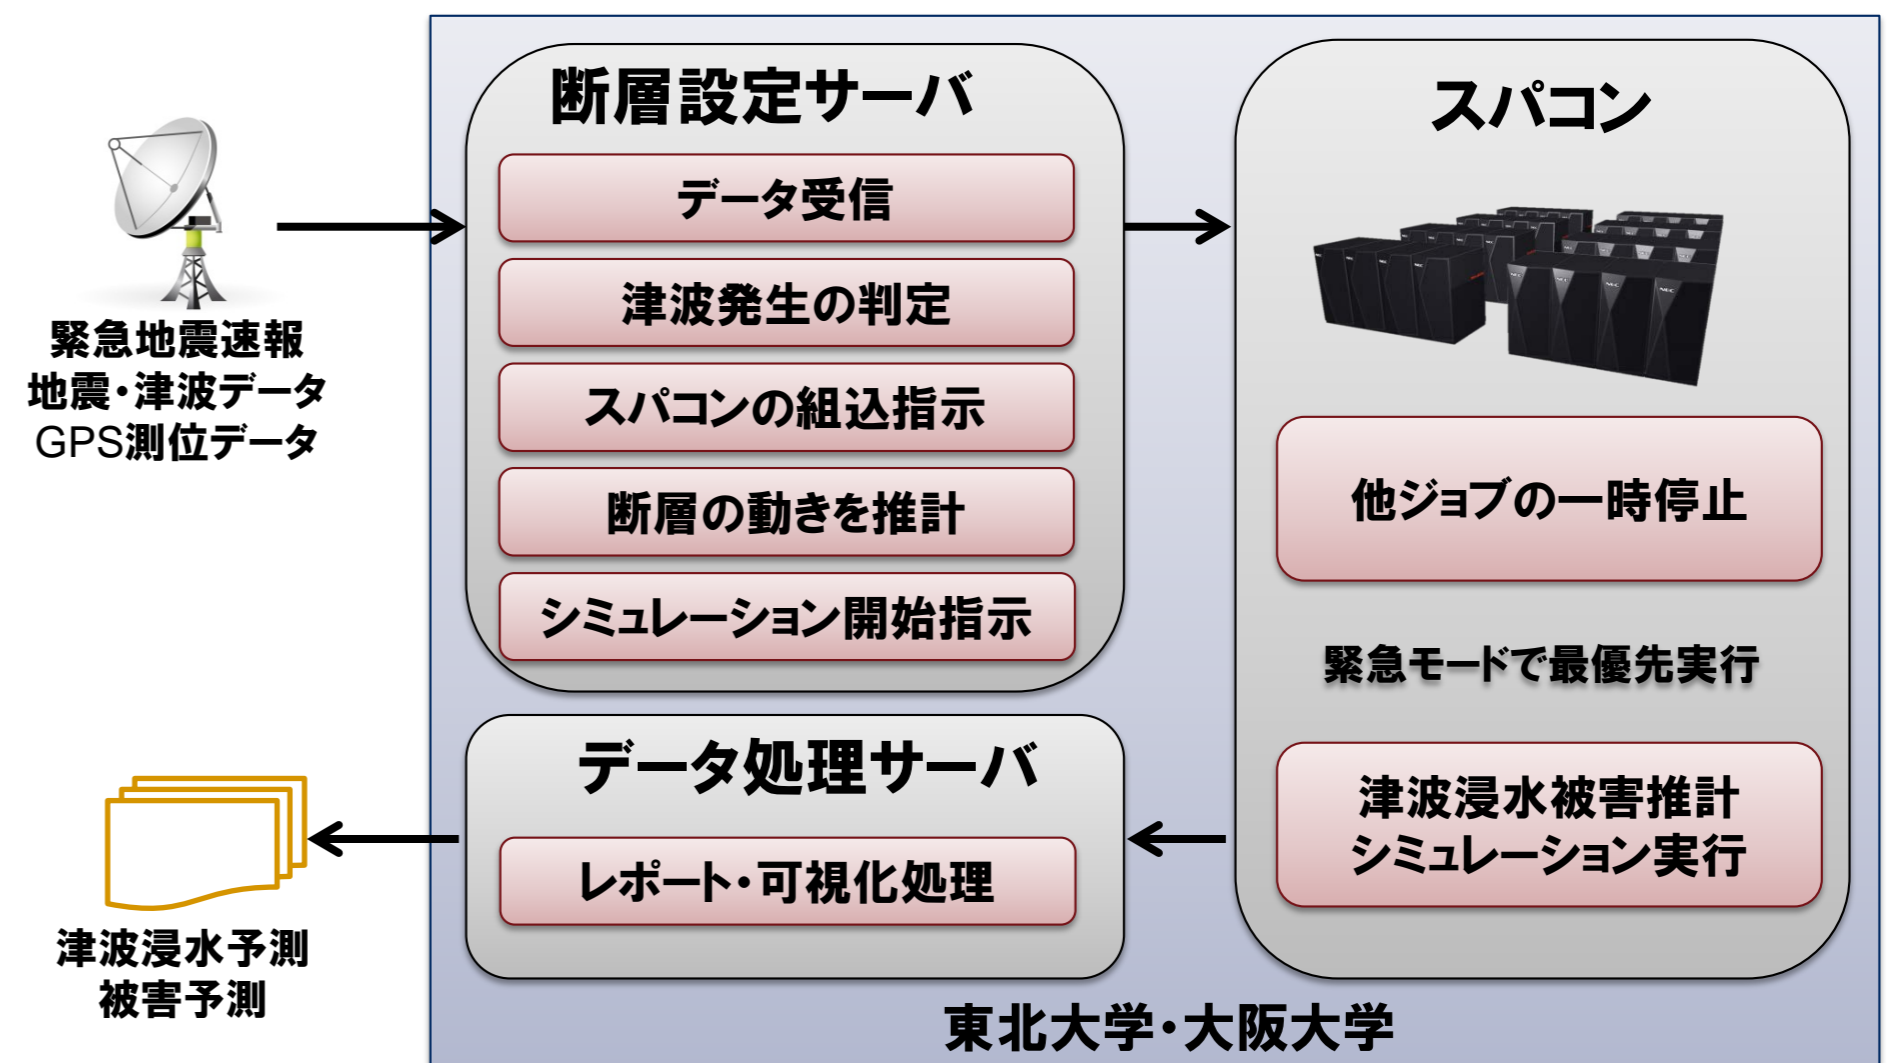 緊急地震速報
地震・津波データ
GPS測位データ
断層設定サーバ
データ受信
津波発生の判定
スパコンの組込指示
断層の動きを推計
シミュレーション開始指示
スパコン
NEC NEC NEC NEC
他ジョブの一時停止
緊急モードで最優先実行
津波浸水被害推計
シミュレーション実行
データ処理サーバ
レポート・可視化処理
津波浸水予測
被害予測
東北大学・大阪大学